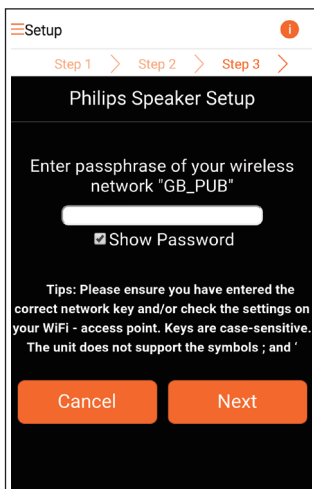 Setup
i
Step 1 Step 2 Step 3
Philips Speaker Setup
Enter passphrase of your wireless
network "GB_PUB"
Show Password
Tips: Please ensure you have entered the
correct network key and/or check the settings on
your WiFi - access point. Keys are case-sensitive.
The unit does not support the symbols ; and ‘
Cancel Next